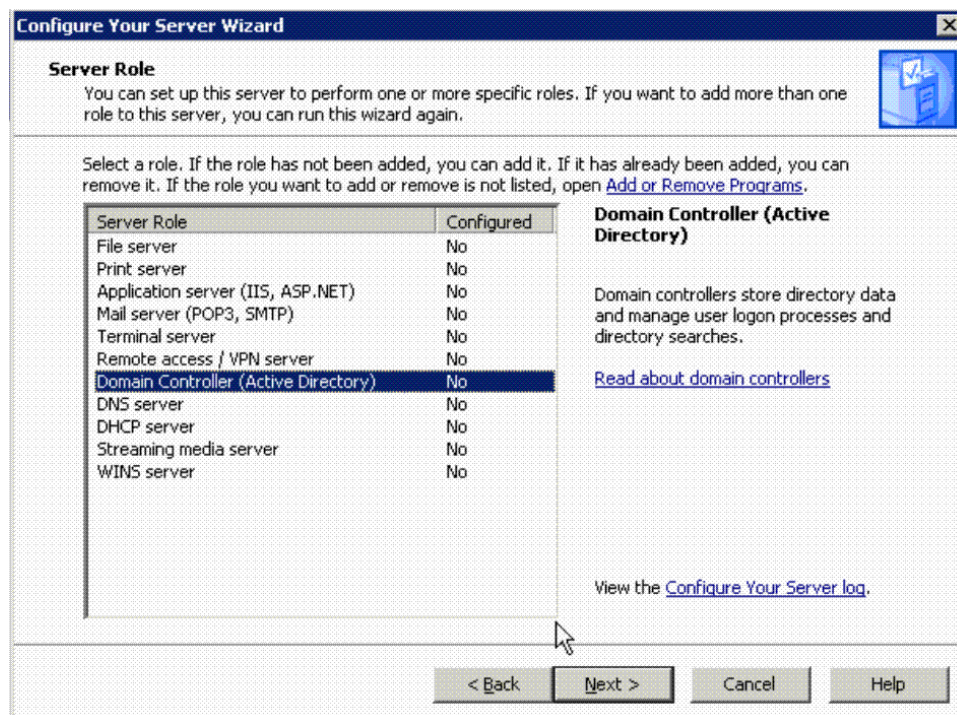 Configure Your Server Wizard
Server Role
You can set up this server to perform one or more specific roles. If you want to add more than one
role to this server, you can run this wizard again.
Select a role. If the role has not been added, you can add it. If it has already been added, you can
remove it. If the role you want to add or remove is not listed, open Add or Remove Programs.
Server Role Configured
File server No
Print server No
Application server (IIS, ASP.NET) No
Mail server (POP3, SMTP) No
Terminal server No
Remote access / VPN server No
Domain Controller (Active Directory) No
DNS server No
DHCP server No
Streaming media server No
WINS server No
Domain Controller (Active
Directory)
Domain controllers store directory data
and manage user logon processes and
directory searches.
Read about domain controllers
View the Configure Your Server log.
< Back Next > Cancel Help